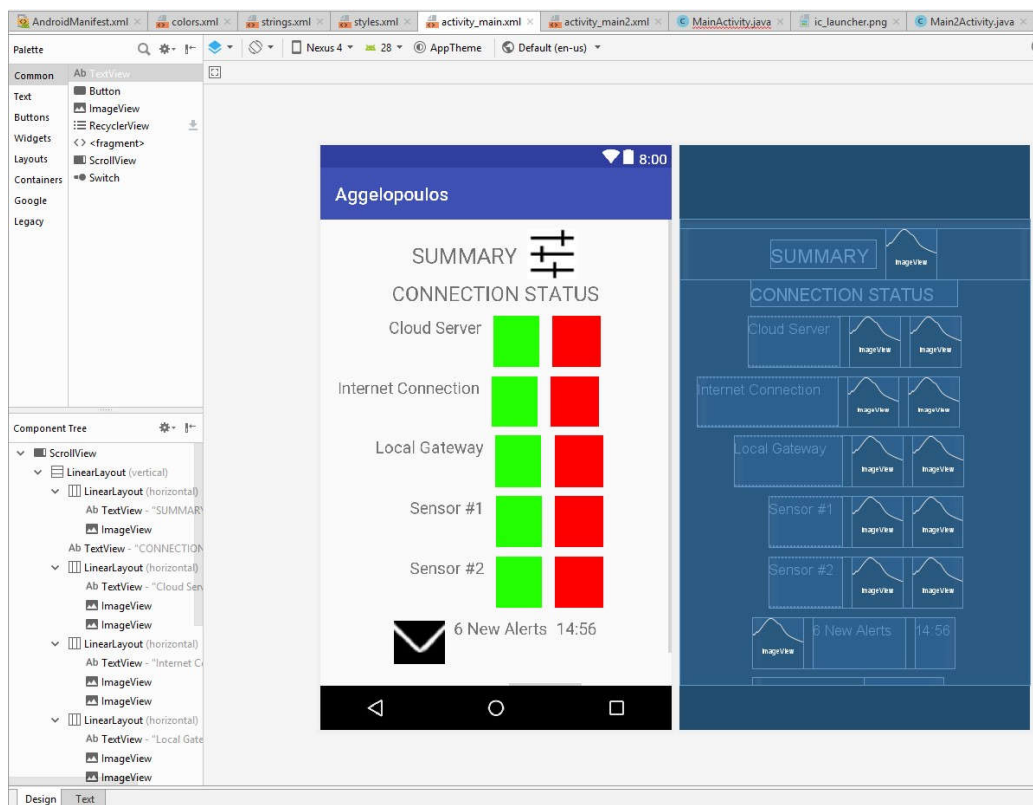 AndroidManifest.xml × colors.xml × strings.xml × styles.xml × activity_main.xml × activity_main2.xml × MainActivity.java × ic_launcher.png × Main2Activity.java ×
Palette
Nexus 4 28 AppTheme Default (en-us)
Common
Text
Buttons
Widgets
Layouts
Containers
Google
Legacy
Ab TextView
Button
ImageView
RecyclerView
<> <fragment>
ScrollView
Switch
Component Tree
ScrollView
LinearLayout (vertical)
LinearLayout (horizontal)
Ab TextView - "SUMMARY
ImageView
Ab TextView - "CONNECTION
LinearLayout (horizontal)
Ab TextView - "Cloud Serv
ImageView
ImageView
LinearLayout (horizontal)
Ab TextView - "Internet Co
ImageView
ImageView
LinearLayout (horizontal)
Ab TextView - "Local Gate
ImageView
ImageView
Design Text
8:00
Aggelopoulos
SUMMARY
CONNECTION STATUS
Cloud Server
Internet Connection
Local Gateway
Sensor #1
Sensor #2
6 New Alerts 14:56
SUMMARY ImageView
CONNECTION STATUS
Cloud Server ImageView ImageView
Internet Connection ImageView ImageView
Local Gateway ImageView ImageView
Sensor #1 ImageView ImageView
Sensor #2 ImageView ImageView
ImageView 6 New Alerts 14:56